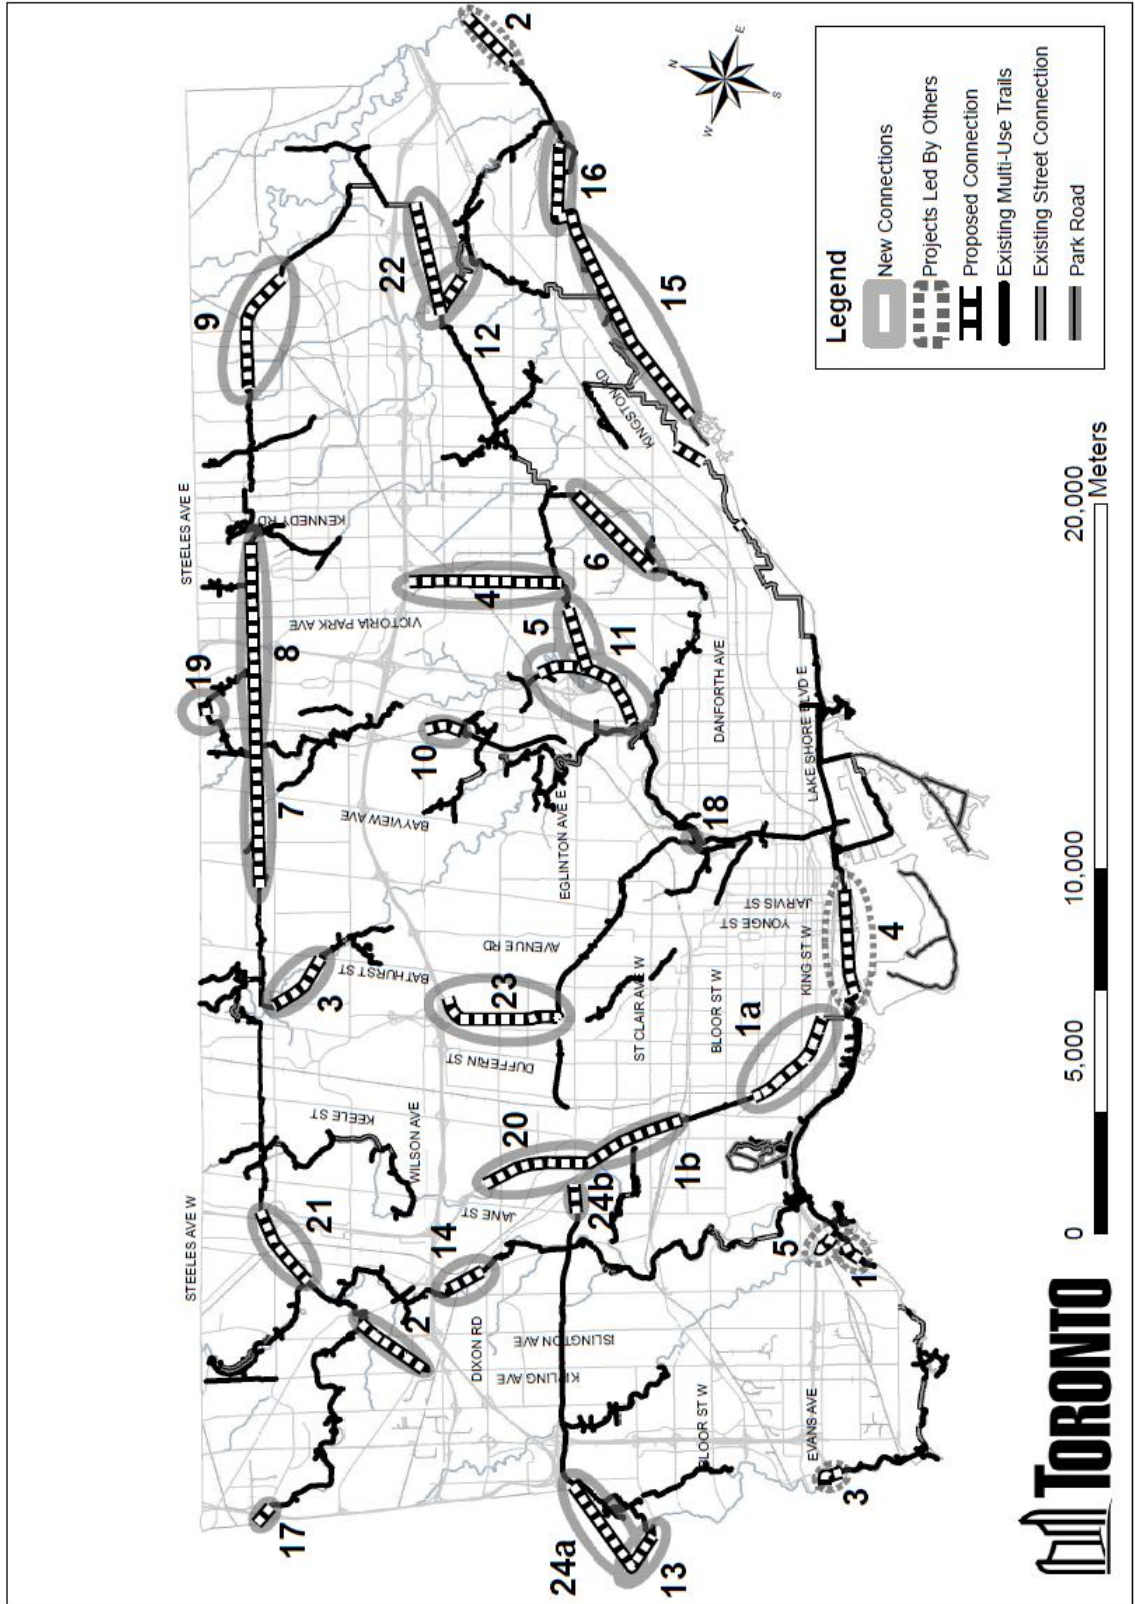 STEELES AVE W
STEELES AVE E
17
21
2
14
3
7
8
19
9
22
12
2
16
15
KEELE ST
WILSON AVE
JANE ST
DIXON RD
ISLINGTON AVE
KIPLING AVE
BATHURST ST
AVENUE RD
DUFFERIN ST
23
20
BAYVIEW AVE
10
EGLINTON AVE E
VICTORIA PARK AVE
KENNEDY RD
4
5
11
6
KINGSTON RD
DANFORTH AVE
18
ST CLAIR AVE W
BLOOR ST W
1a
1b
24b
24a
13
BLOOR ST W
EVANS AVE
3
5
1
KING ST W
YONGE ST
JARVIS ST
4
LAKE SHORE BLVD E
N
E
S
W
Legend
New Connections
Projects Led By Others
Proposed Connection
Existing Multi-Use Trails
Existing Street Connection
Park Road
0
5,000
10,000
20,000
Meters
TORONTO